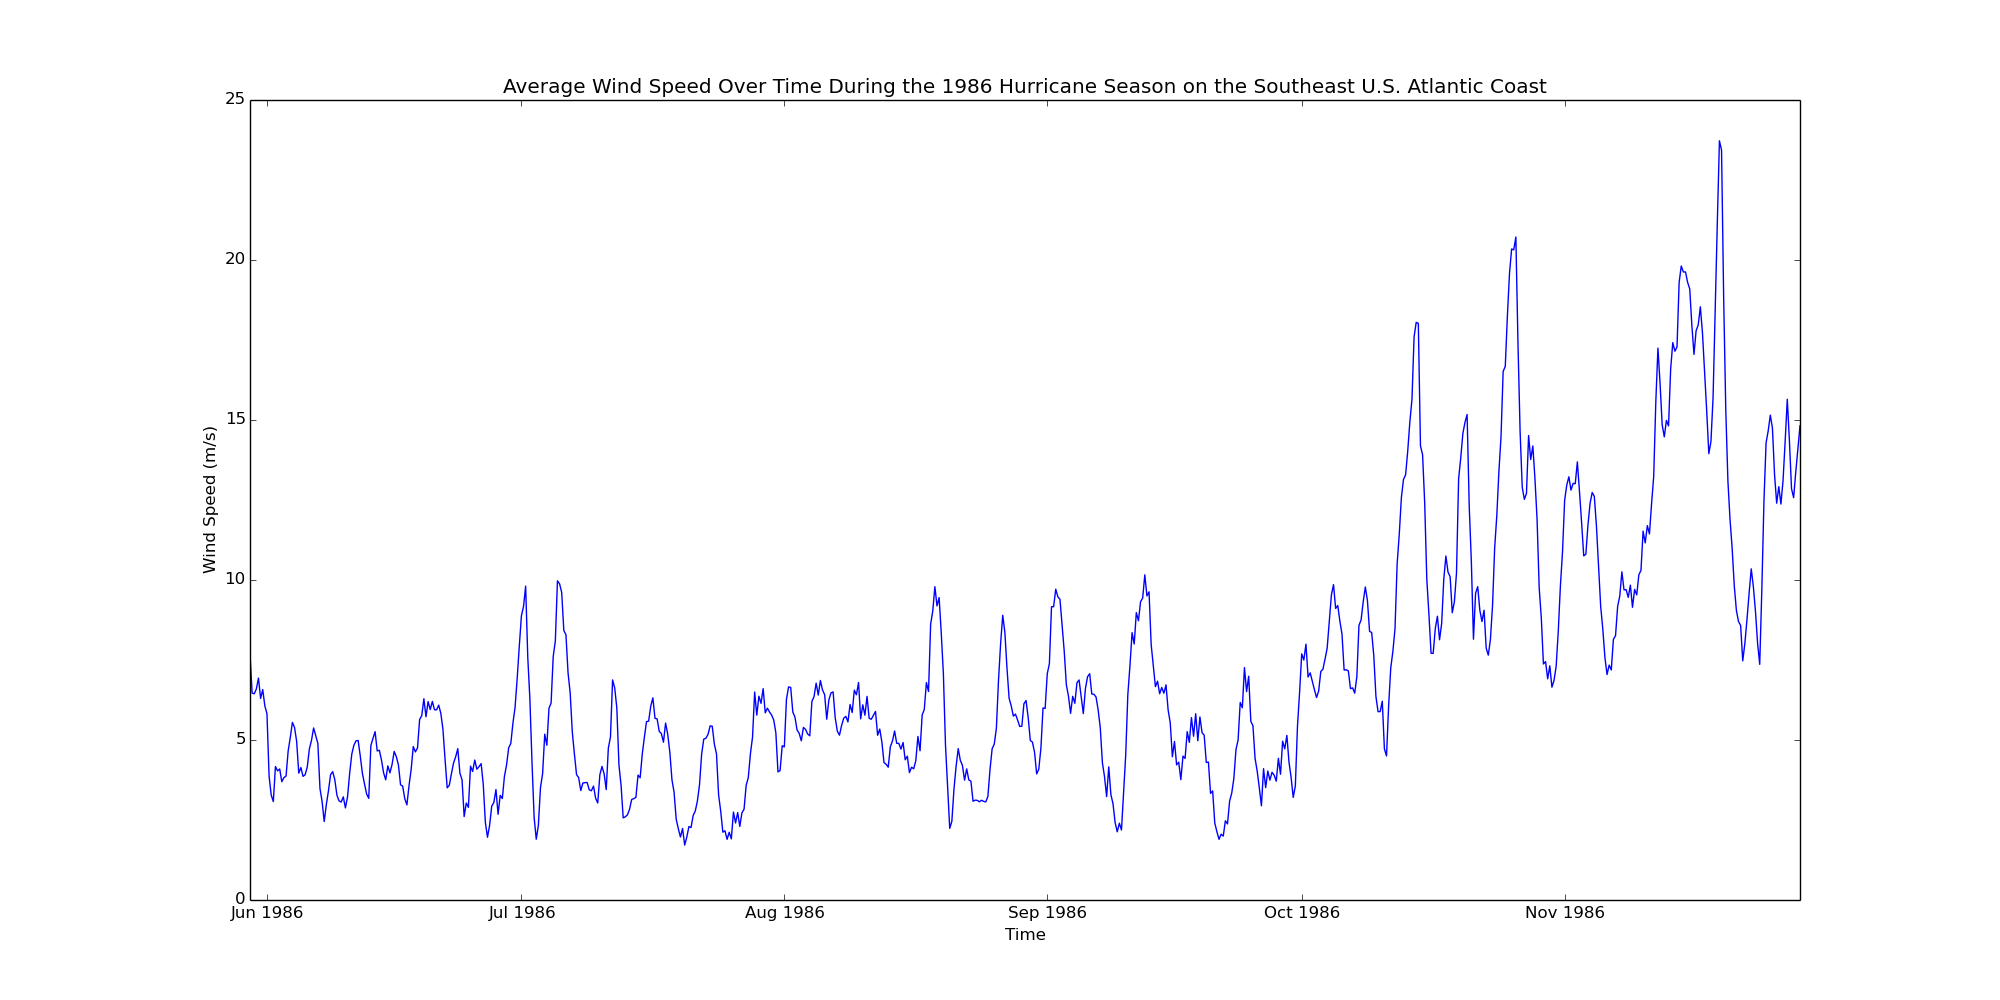 Average Wind Speed Over Time During the 1986 Hurricane Season on the Southeast U.S. Atlantic Coast
25
20
15
10
5
0
Wind Speed (m/s)
Jun 1986 Jul 1986 Aug 1986 Sep 1986 Oct 1986 Nov 1986
Time